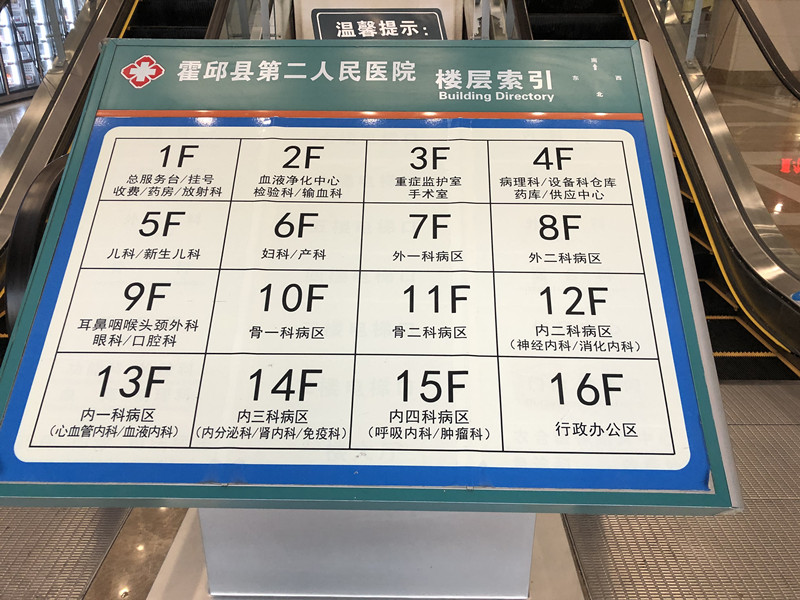 温馨提示：
霍邱县第二人民医院 楼层索引
Building Directory
南
东 西
北
1F
总服务台/挂号
收费/药房/放射科
2F
血液净化中心
检验科/输血科
3F
重症监护室
手术室
4F
病理科/设备科仓库
药库/供应中心
5F
儿科/新生儿科
6F
妇科/产科
7F
外一科病区
8F
外二科病区
9F
耳鼻咽喉头颈外科
眼科/口腔科
10F
骨一科病区
11F
骨二科病区
12F
内二科病区
(神经内科/消化内科)
13F
内一科病区
(心血管内科/血液内科)
14F
内三科病区
(内分泌科/肾内科/免疫科)
15F
内四科病区
(呼吸内科/肿瘤科)
16F
行政办公区